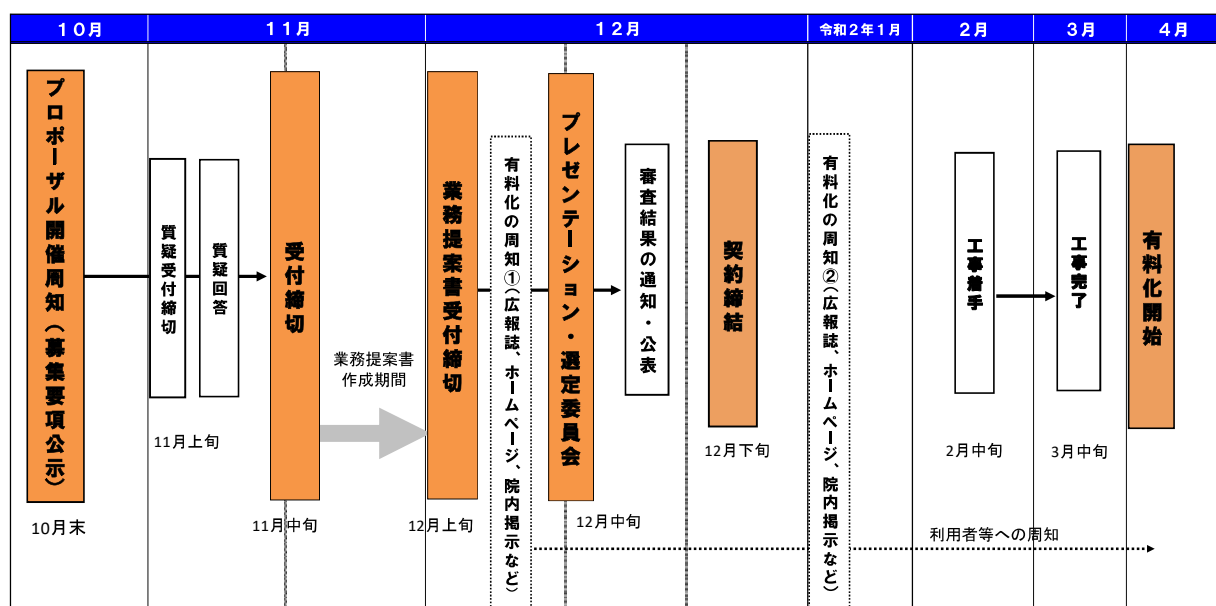 １０月
１１月
１２月
令和２年１月
２月
３月
４月
プロポーザル開催周知（募集要項公示）
10月末
質疑受付締切
質疑回答
11月上旬
受付締切
11月中旬
業務提案書
作成期間
業務提案書受付締切
12月上旬
有料化の周知①（広報誌、ホームページ、院内掲示など）
プレゼンテーション・選定委員会
12月中旬
審査結果の通知・公表
契約締結
12月下旬
有料化の周知②（広報誌、ホームページ、院内掲示など）
工事着手
2月中旬
工事完了
3月中旬
有料化開始
利用者等への周知